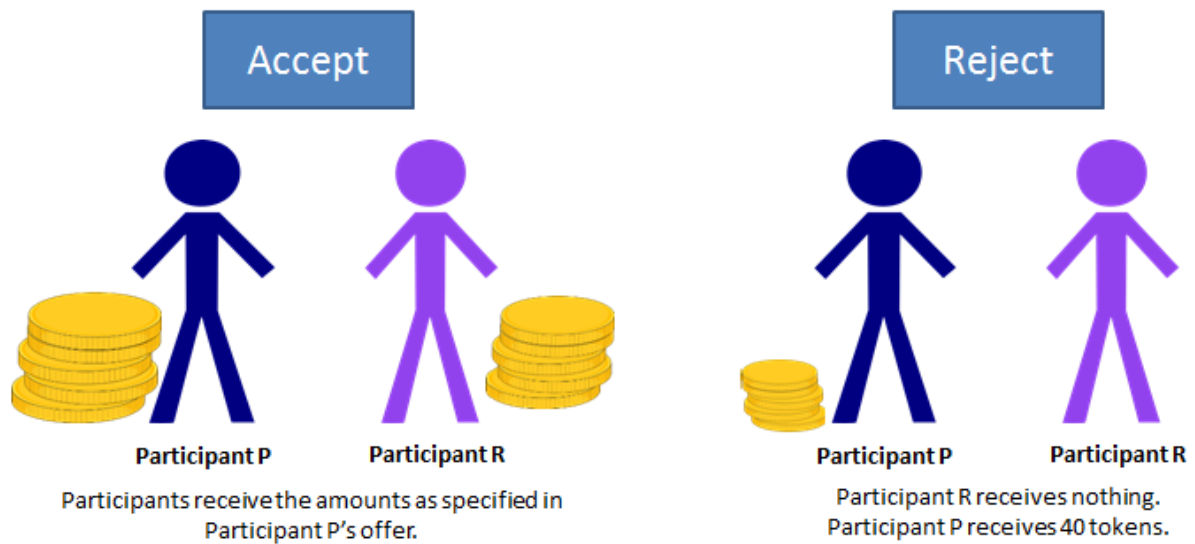 Accept
Reject
Participant P
Participant R
Participants receive the amounts as specified in
Participant P's offer.
Participant P
Participant R
Participant R receives nothing.
Participant P receives 40 tokens.